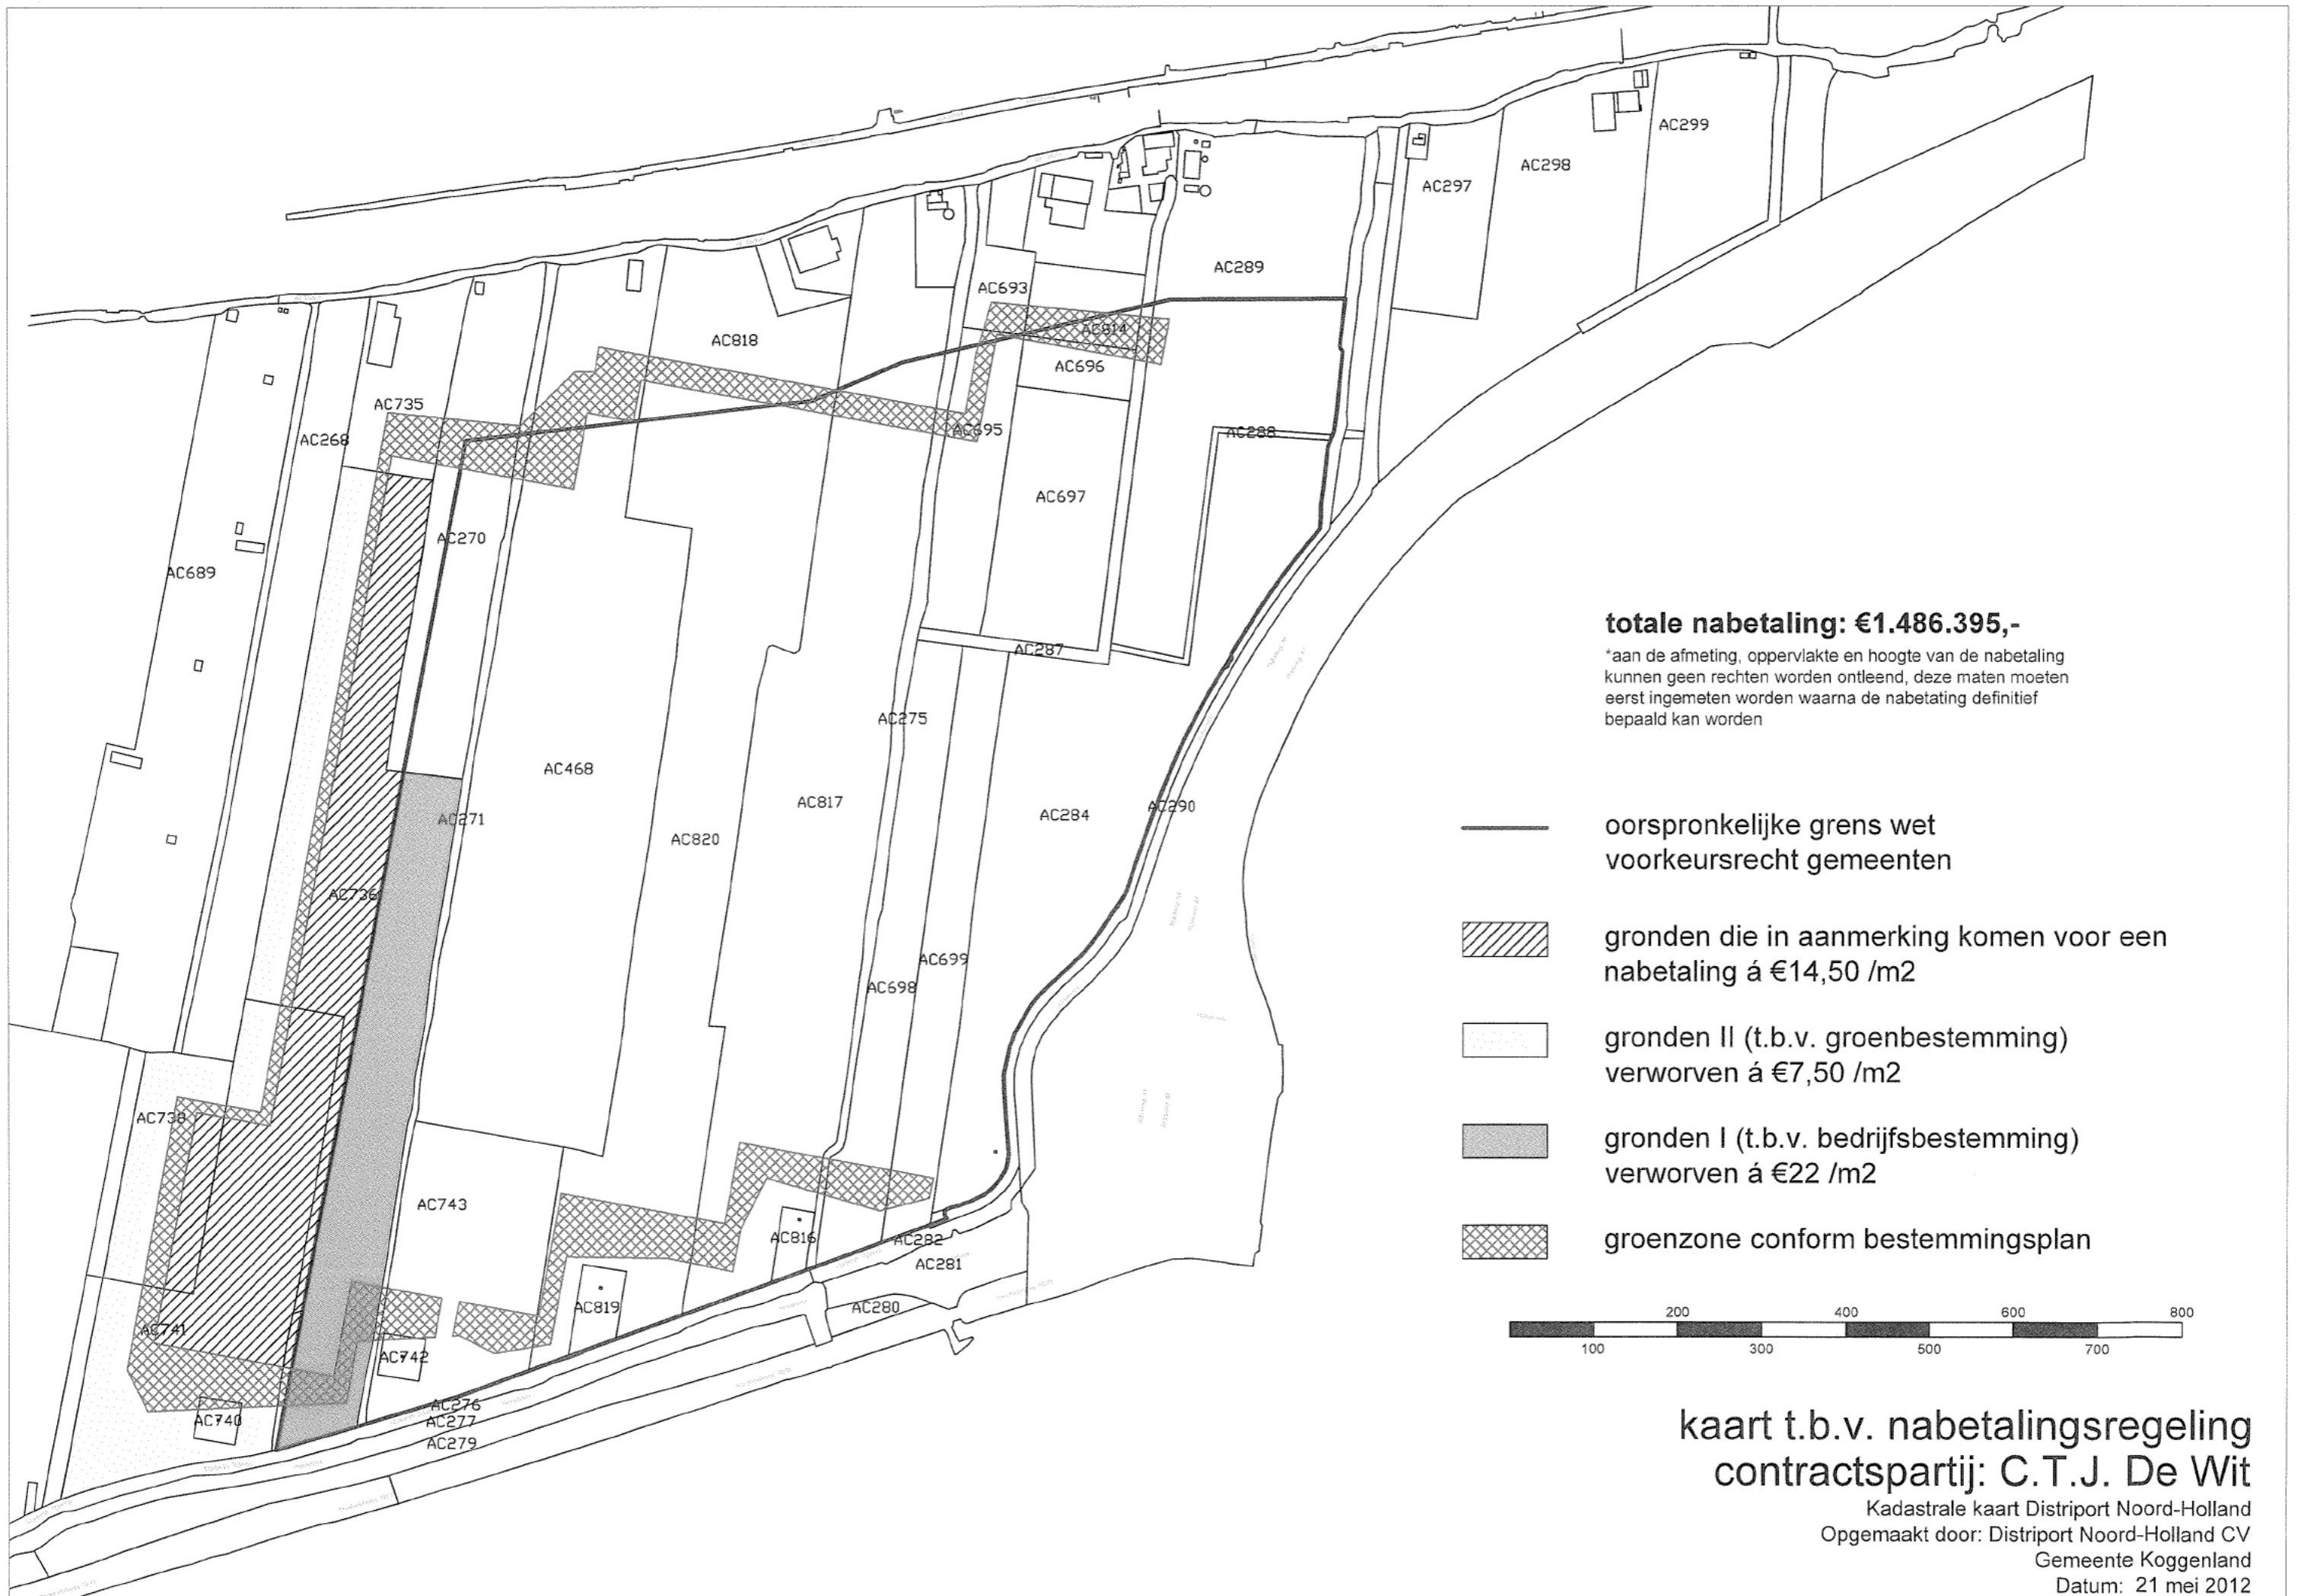 AC299
AC298
AC297
AC289
AC693
AC814
AC818
AC696
AC735
AC695
AC288
AC268
AC697
AC270
AC689
AC287
totale nabetaling: €1.486.395,-
*aan de afmeting, oppervlakte en hoogte van de nabetaling
kunnen geen rechten worden ontleend, deze maten moeten
eerst ingemeten worden waarna de nabetating definitief
bepaald kan worden
AC275
AC468
AC817
AC290
AC284
AC271
AC820
AC736
AC699
AC698
oorspronkelijke grens wet
voorkeursrecht gemeenten
gronden die in aanmerking komen voor een
nabetaling á €14,50 /m2
gronden II (t.b.v. groenbestemming)
verworven á €7,50 /m2
gronden I (t.b.v. bedrijfsbestemming)
verworven á €22 /m2
groenzone conform bestemmingsplan
AC738
AC743
AC816
AC282
AC281
AC819
AC280
AC741
AC742
AC276
AC740
AC277
AC279
200 400 600 800
100 300 500 700
kaart t.b.v. nabetalingsregeling
contractspartij: C.T.J. De Wit
Kadastrale kaart Distriport Noord-Holland
Opgemaakt door: Distriport Noord-Holland CV
Gemeente Koggenland
Datum: 21 mei 2012